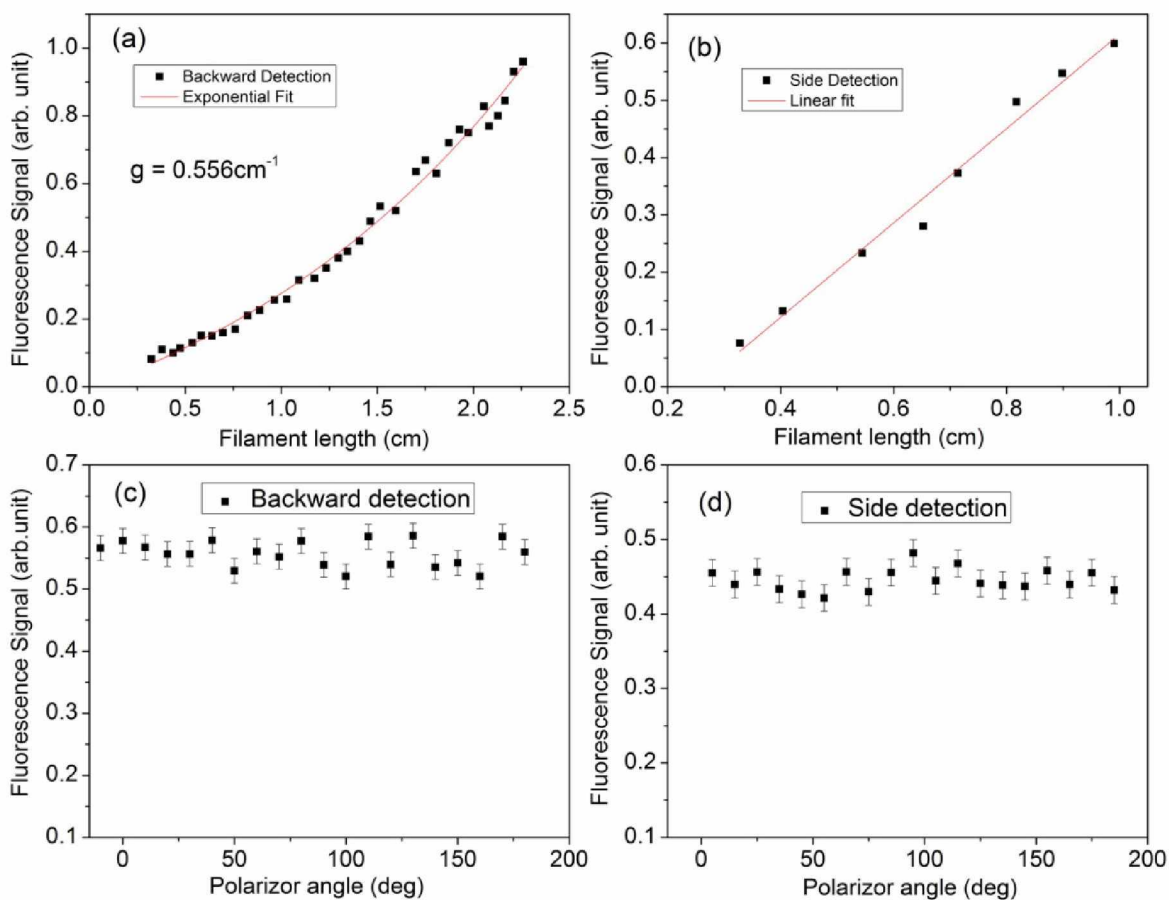 (a)
Backward Detection
Exponential Fit
g = 0.556cm⁻¹
Fluorescence Signal (arb. unit)
1.0
0.8
0.6
0.4
0.2
0.0
0.0 0.5 1.0 1.5 2.0 2.5
Filament length (cm)
(b)
Side Detection
Linear fit
Fluorescence Signal (arb. unit)
0.6
0.5
0.4
0.3
0.2
0.1
0.0
0.2 0.4 0.6 0.8 1.0
Filament length (cm)
(c)
Backward detection
Fluorescence Signal (arb.unit)
0.7
0.6
0.5
0.4
0.3
0.2
0.1
0 50 100 150 200
Polarizor angle (deg)
(d)
Side detection
Fluorescence Signal (arb.unit)
0.6
0.5
0.4
0.3
0.2
0.1
0 50 100 150 200
Polarizor angle (deg)